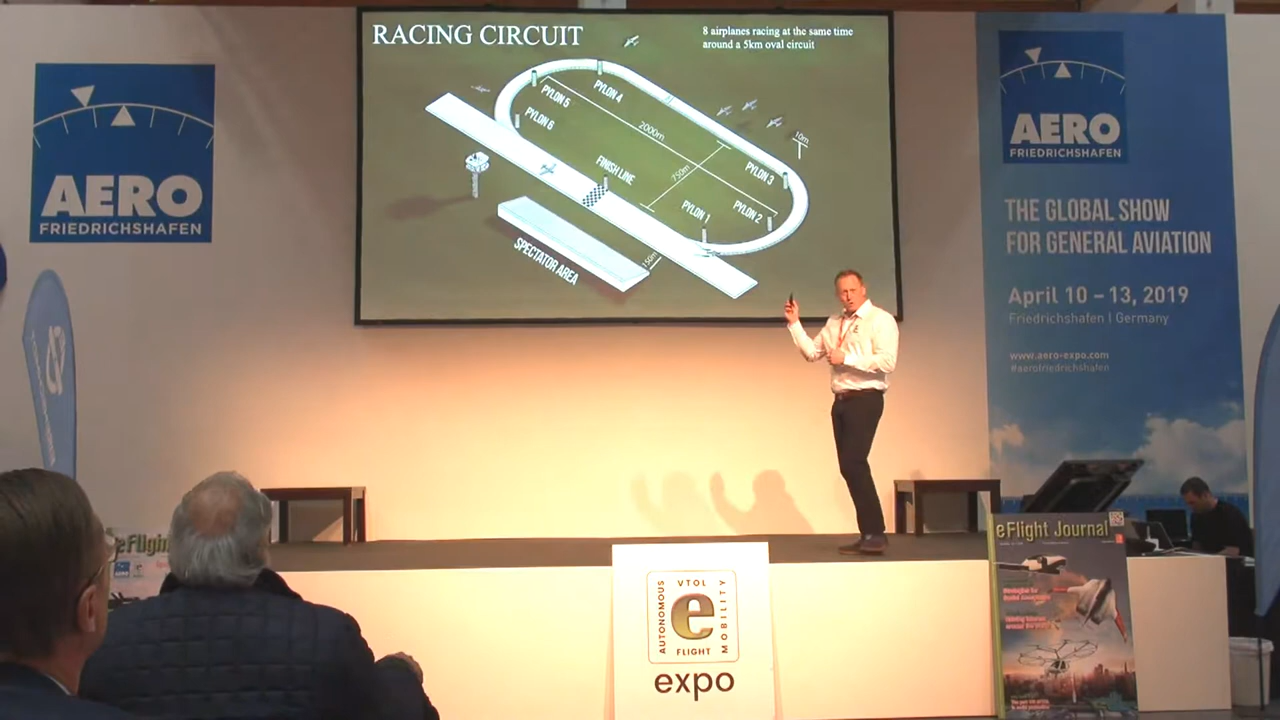 RACING CIRCUIT
8 airplanes racing at the same time
around a 5km oval circuit
PYLON 5
PYLON 4
PYLON 6
2000m
10m
FINISH LINE
750m
PYLON 3
PYLON 1
PYLON 2
SPECTATOR AREA
150m
AERO
FRIEDRICHSHAFEN
AERO
FRIEDRICHSHAFEN
THE GLOBAL SHOW
FOR GENERAL AVIATION
April 10 – 13, 2019
Friedrichshafen | Germany
www.aero-expo.com
#aerofriedrichshafen
eFligh
AUTONOMOUS
VTOL
MOBILITY
e
FLIGHT
expo
eFlight Journal